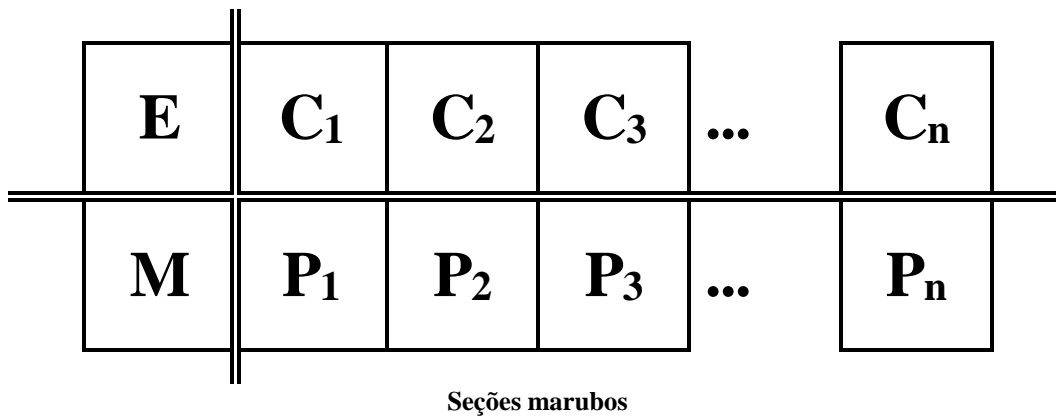 E C₁ C₂ C₃ ... Cₙ
M P₁ P₂ P₃ ... Pₙ
Seções marubos